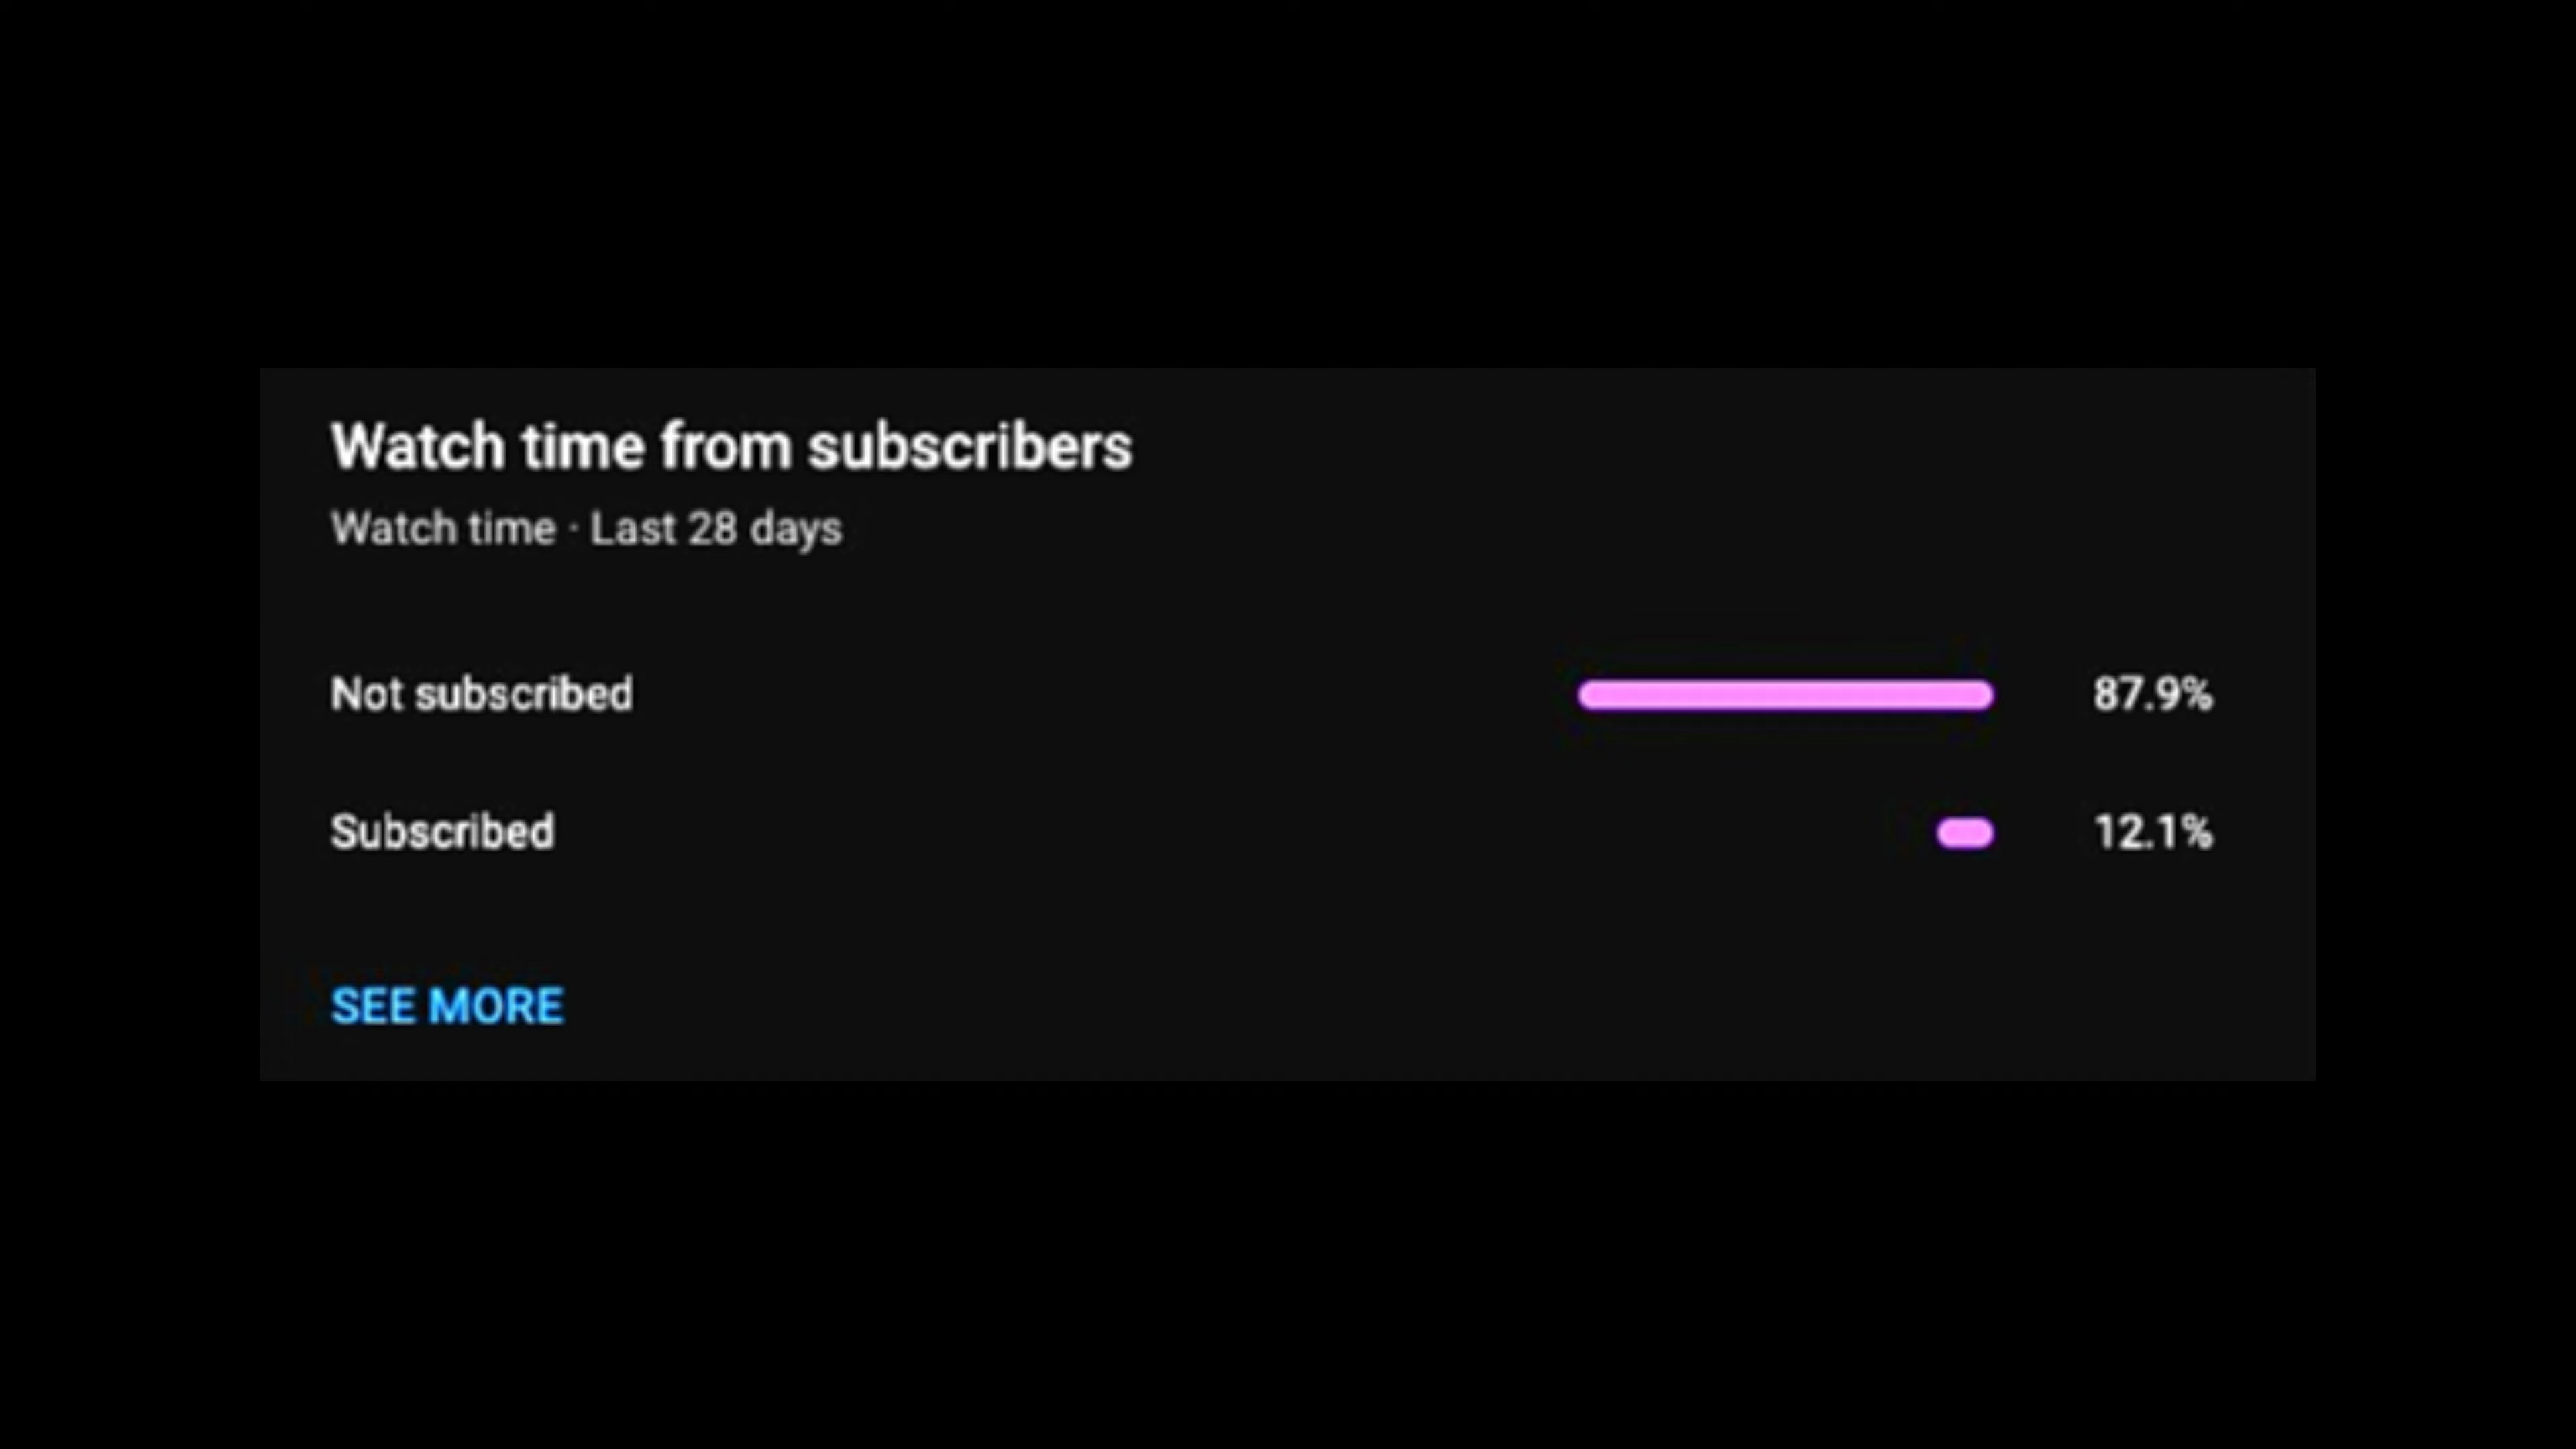 Watch time from subscribers
Watch time · Last 28 days
Not subscribed 87.9%
Subscribed 12.1%
SEE MORE